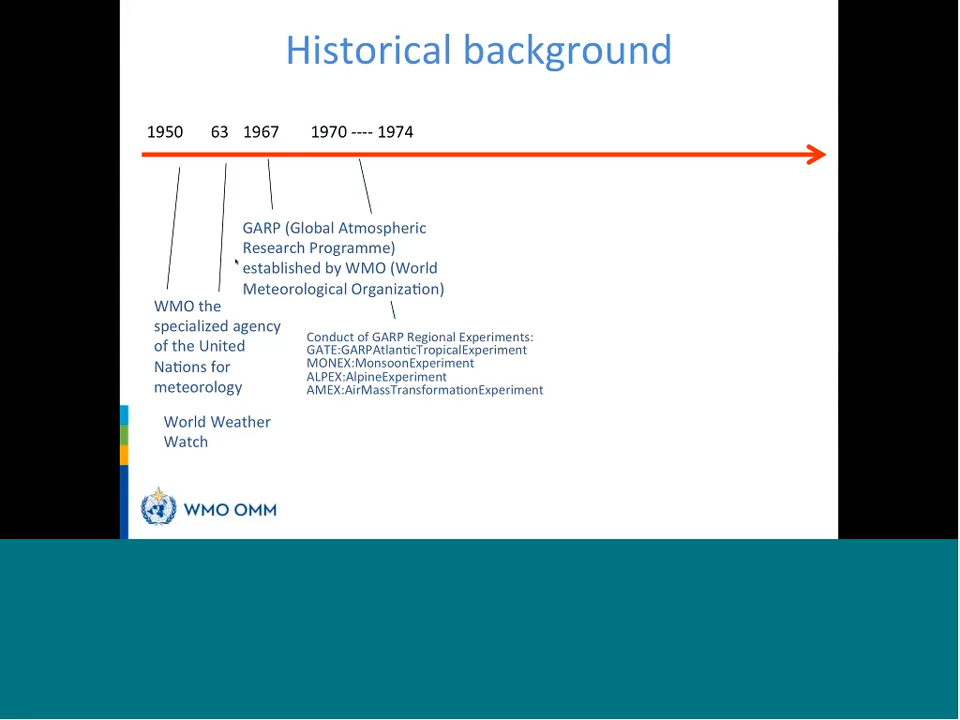 Historical background
1950 63 1967 1970 ---- 1974
GARP (Global Atmospheric
Research Programme)
established by WMO (World
Meteorological Organization)
WMO the
specialized agency
of the United
Nations for
meteorology
Conduct of GARP Regional Experiments:
GATE:GARPAtlanticTropicalExperiment
MONEX:MonsoonExperiment
ALPEX:AlpineExperiment
AMEX:AirMassTransformationExperiment
World Weather
Watch
WMO OMM